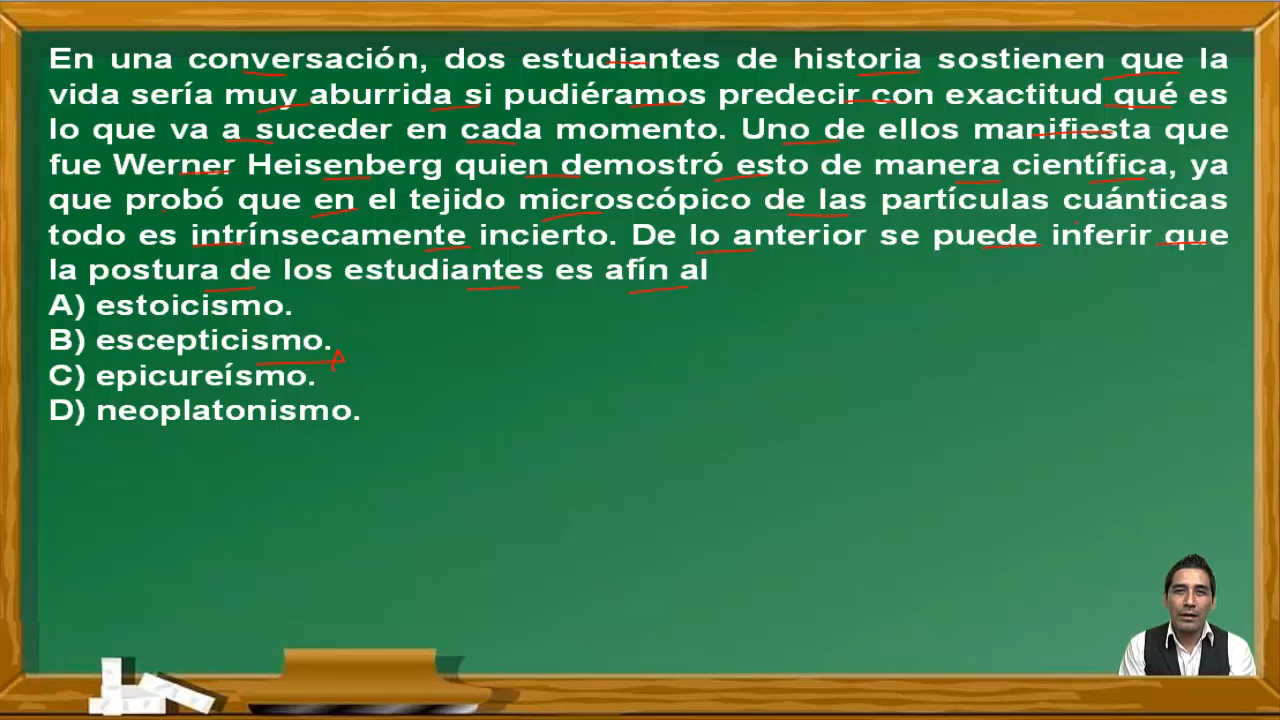 En una conversación, dos estudiantes de historia sostienen que la
vida sería muy aburrida si pudiéramos predecir con exactitud qué es
lo que va a suceder en cada momento. Uno de ellos manifiesta que
fue Werner Heisenberg quien demostró esto de manera científica, ya
que probó que en el tejido microscópico de las partículas cuánticas
todo es intrínsecamente incierto. De lo anterior se puede inferir que
la postura de los estudiantes es afín al
A) estoicismo.
B) escepticismo.
C) epicureísmo.
D) neoplatonismo.